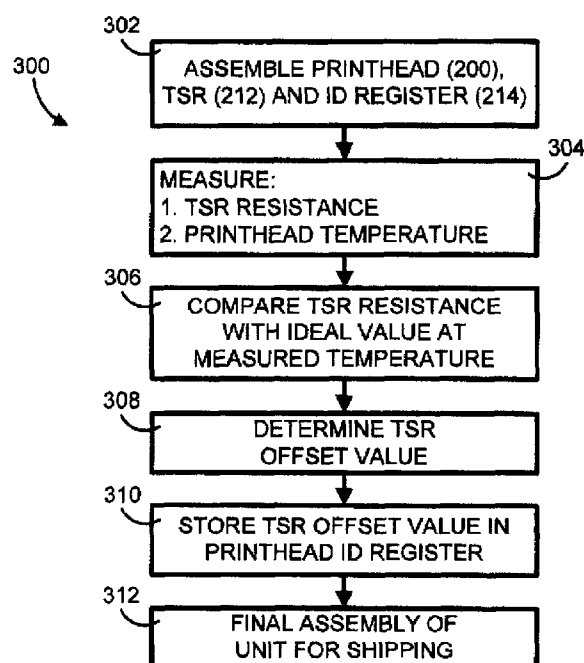 302
300
ASSEMBLE PRINTHEAD (200),
TSR (212) AND ID REGISTER (214)
304
MEASURE:
1. TSR RESISTANCE
2. PRINTHEAD TEMPERATURE
306
COMPARE TSR RESISTANCE
WITH IDEAL VALUE AT
MEASURED TEMPERATURE
308
DETERMINE TSR
OFFSET VALUE
310
STORE TSR OFFSET VALUE IN
PRINTHEAD ID REGISTER
312
FINAL ASSEMBLY OF
UNIT FOR SHIPPING